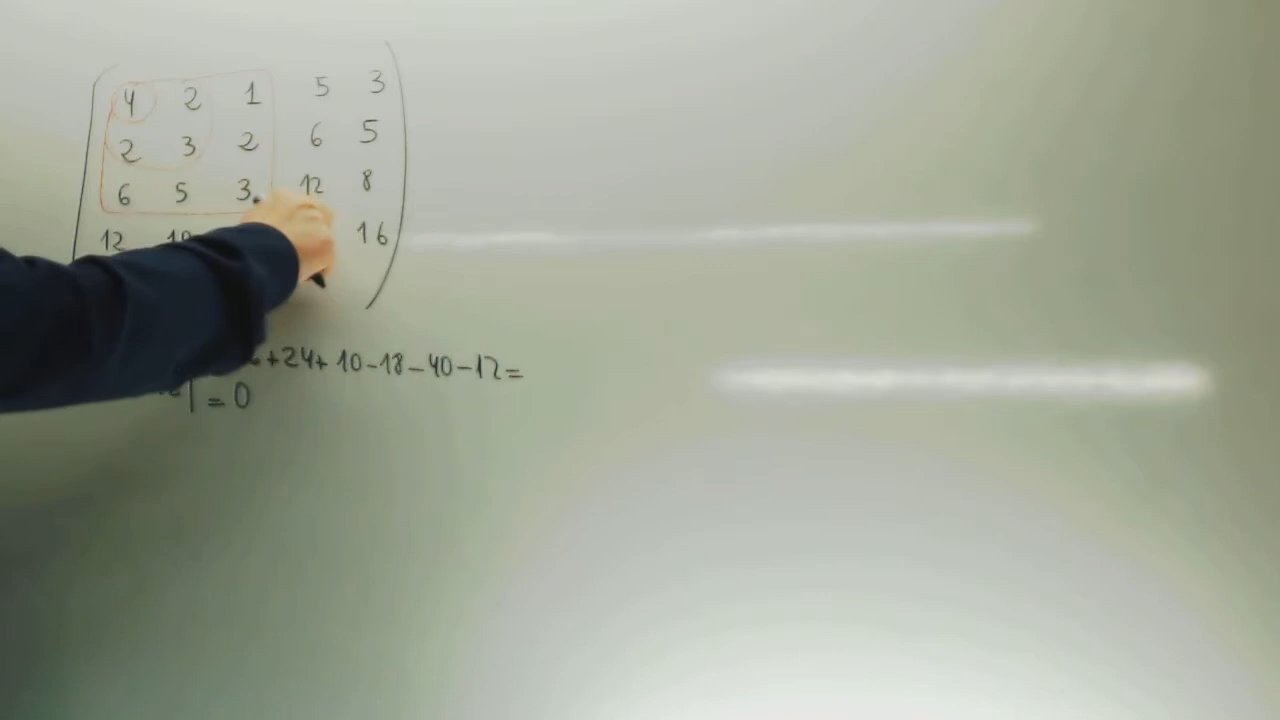 4 2 1 5 3
2 3 2 6 5
6 5 3 12 8
12 10 16
+24+10-18-40-12=
=0